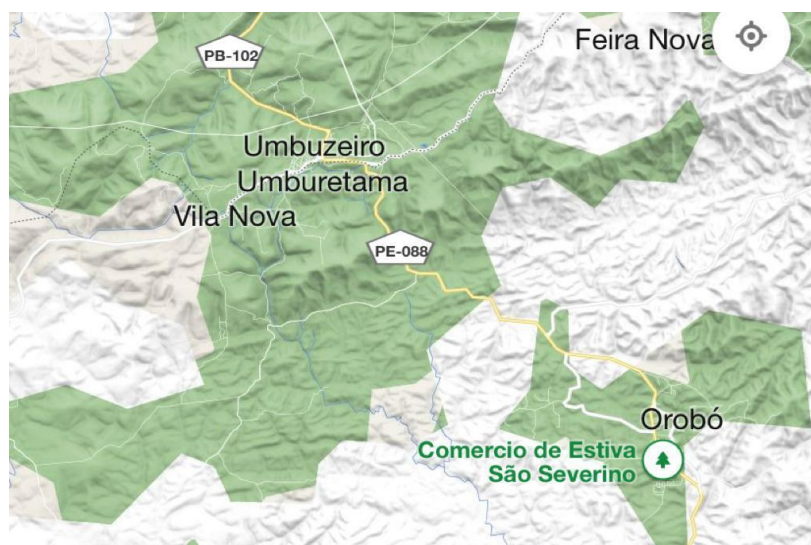 Feira Nova
PB-102
Umbuzeiro
Umburetama
Vila Nova
PE-088
Orobó
Comercio de Estiva
São Severino